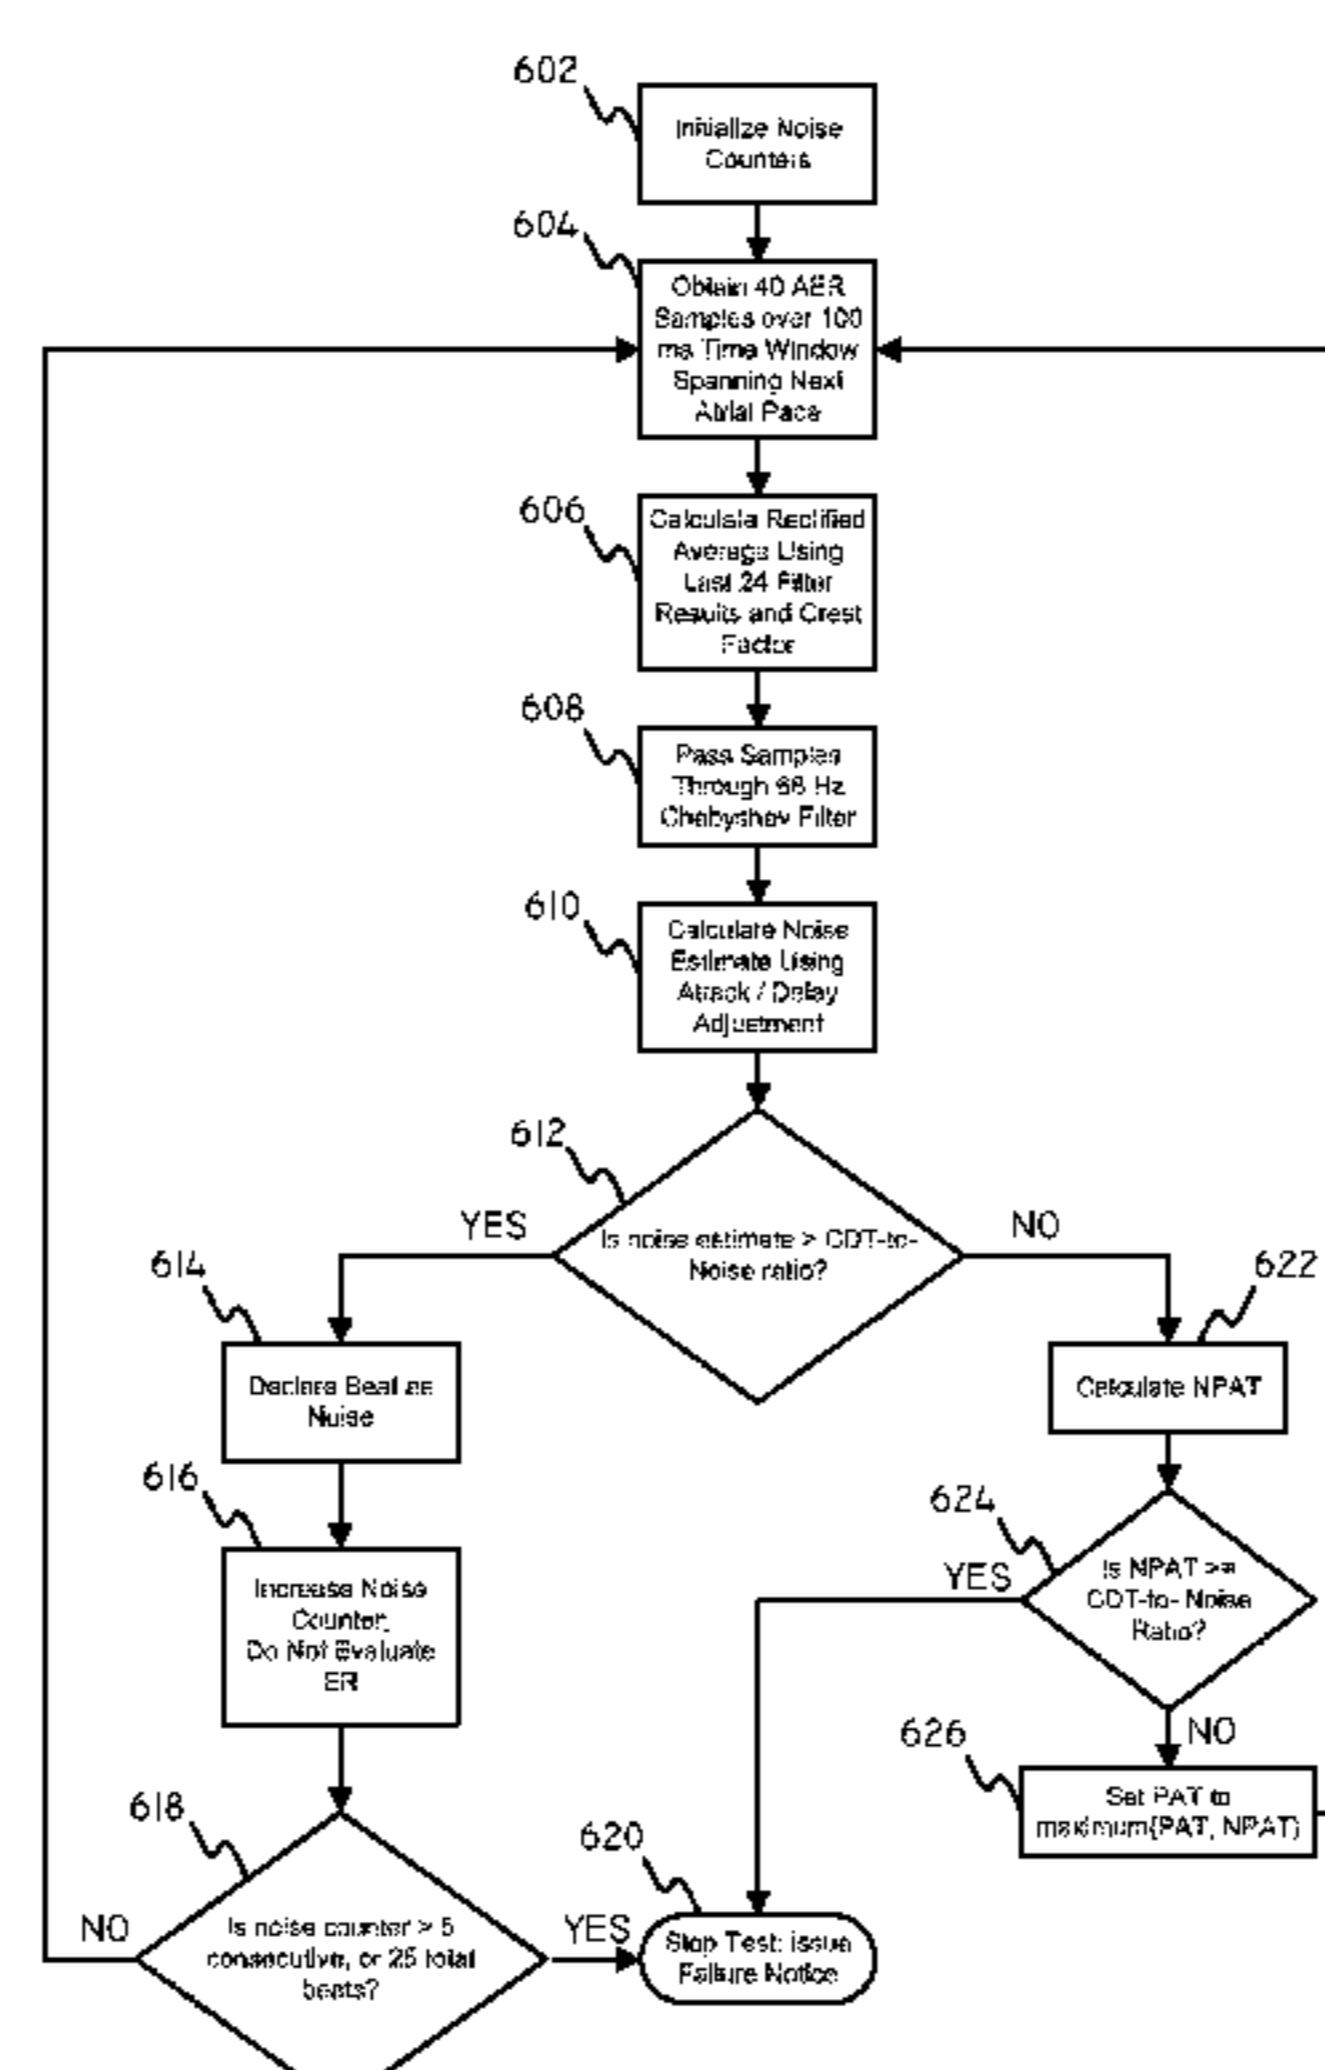 602
Initialize Noise
Counters
604
Obtain 40 AER
Samples over 100
ms Time Window
Spanning Next
Atrial Pace
606
Calculate Rectified
Average Using
Last 24 Filter
Results and Crest
Factor
608
Pass Samples
Through Hz
Chebyshev Filter
610
Calculate Noise
Estimate Using
Attack / Delay
Adjustment
612
YES
NO
Is noise estimate > CDT-to-
Noise ratio?
614
Declare Beat as
Noise
616
Increase Noise
Counter;
Do Not Evaluate
ER
618
NO
YES
Is noise counter > 5
consecutive, or 25 total
beats?
620
Stop Test: issue
Failure Notice
622
Calculate NPAT
624
YES
Is NPAT >=
CDT-to- Noise
Ratio?
NO
626
Set PAT to
maximum(PAT, NPAT)